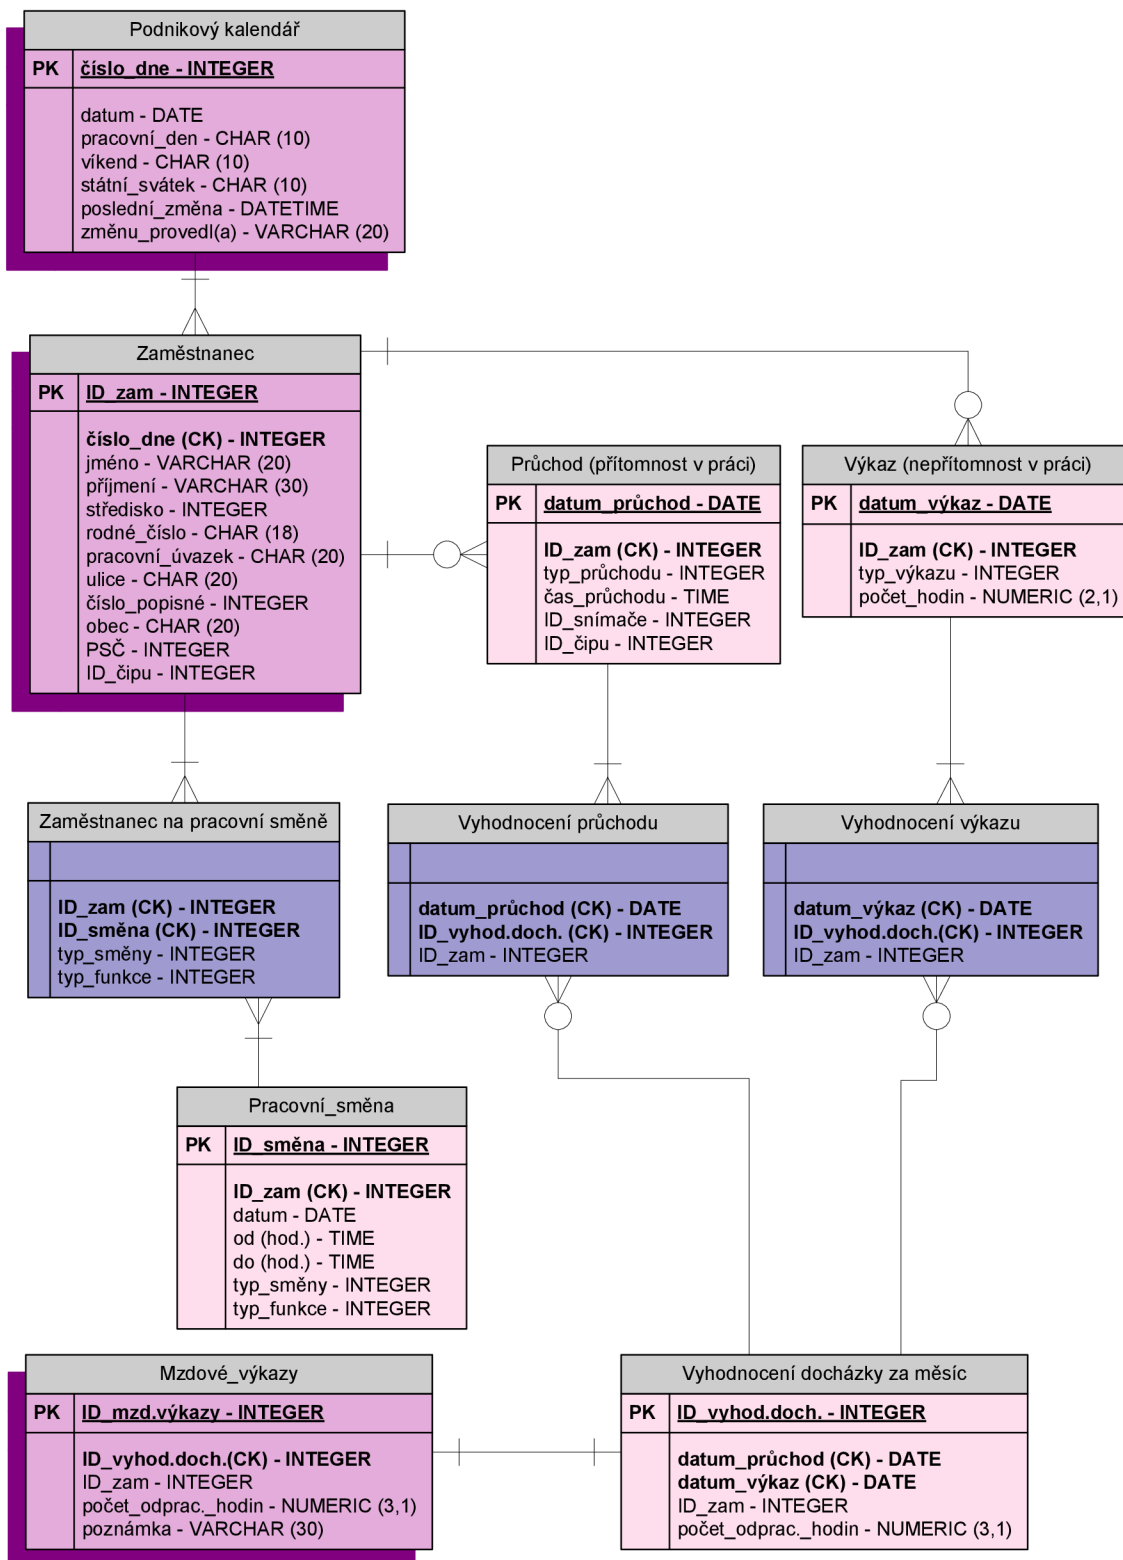 Podnikový kalendář
PK číslo_dne - INTEGER
datum - DATE
pracovní_den - CHAR (10)
víkend - CHAR (10)
státní_svátek - CHAR (10)
poslední_změna - DATETIME
změnu_provedl(a) - VARCHAR (20)
Zaměstnanec
PK ID_zam - INTEGER
číslo_dne (CK) - INTEGER
jméno - VARCHAR (20)
příjmení - VARCHAR (30)
středisko - INTEGER
rodné_číslo - CHAR (18)
pracovní_úvazek - CHAR (20)
ulice - CHAR (20)
číslo_popisné - INTEGER
obec - CHAR (20)
PSČ - INTEGER
ID_čipu - INTEGER
Průchod (přítomnost v práci)
PK datum_průchod - DATE
ID_zam (CK) - INTEGER
typ_průchodu - INTEGER
čas_průchodu - TIME
ID_snímače - INTEGER
ID_čipu - INTEGER
Výkaz (nepřítomnost v práci)
PK datum_výkaz - DATE
ID_zam (CK) - INTEGER
typ_výkazu - INTEGER
počet_hodin - NUMERIC (2,1)
Zaměstnanec na pracovní směně
ID_zam (CK) - INTEGER
ID_směna (CK) - INTEGER
typ_směny - INTEGER
typ_funkce - INTEGER
Vyhodnocení průchodu
datum_průchod (CK) - DATE
ID_vyhod.doch. (CK) - INTEGER
ID_zam - INTEGER
Vyhodnocení výkazu
datum_výkaz (CK) - DATE
ID_vyhod.doch.(CK) - INTEGER
ID_zam - INTEGER
Pracovní_směna
PK ID_směna - INTEGER
ID_zam (CK) - INTEGER
datum - DATE
od (hod.) - TIME
do (hod.) - TIME
typ_směny - INTEGER
typ_funkce - INTEGER
Mzdové_výkazy
PK ID_mzd.výkazy - INTEGER
ID_vyhod.doch.(CK) - INTEGER
ID_zam - INTEGER
počet_odprac._hodin - NUMERIC (3,1)
poznámka - VARCHAR (30)
Vyhodnocení docházky za měsíc
PK ID_vyhod.doch. - INTEGER
datum_průchod (CK) - DATE
datum_výkaz (CK) - DATE
ID_zam - INTEGER
počet_odprac._hodin - NUMERIC (3,1)